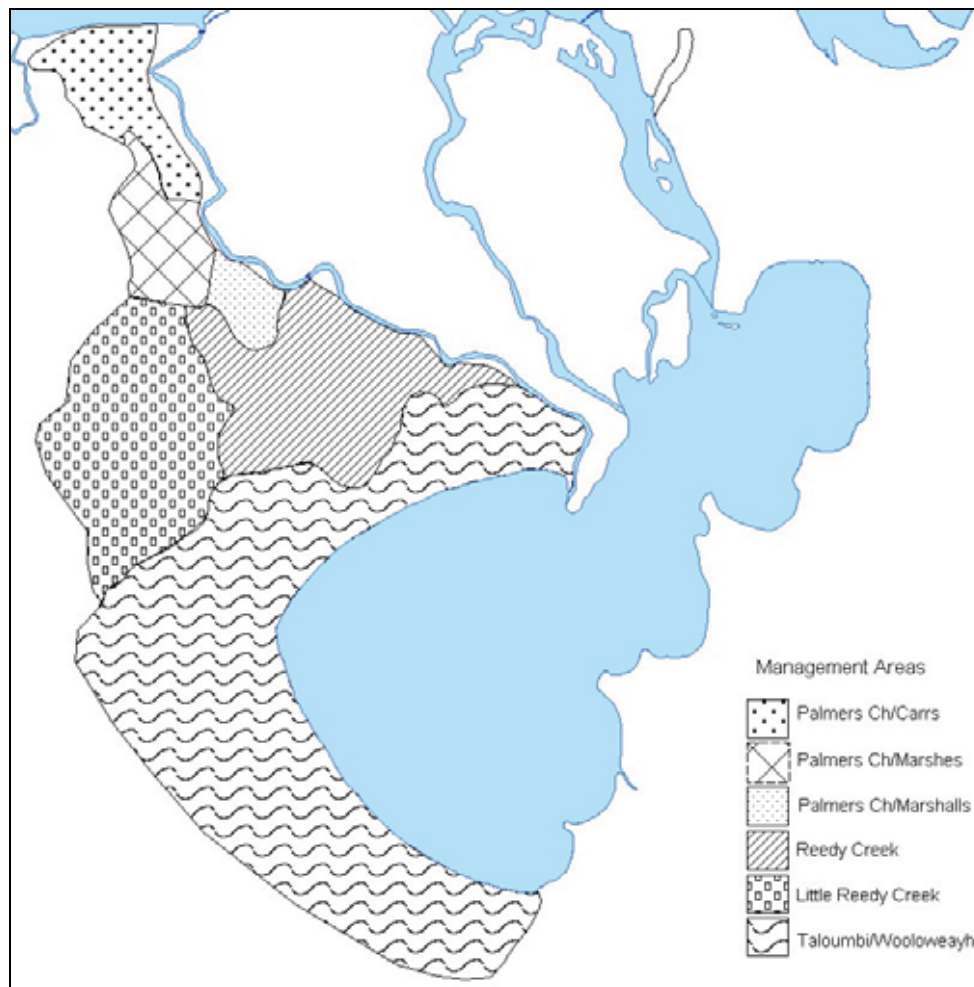 Management Areas
Palmers Ch/Carrs
Palmers Ch/Marshes
Palmers Ch/Marshalls
Reedy Creek
Little Reedy Creek
Taloumbi/Wooloweayh